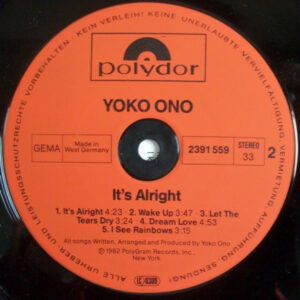 KEINE UNERLAUBTE VERVIELFÄLTIGUNG
VERMIETUNG, AUFFÜHRUNG, SENDUNG!
ALLE URHEBER- UND LEISTUNGSSCHUTZRECHTE VORBEHALTEN
polydor
YOKO ONO
GEMA
Made in
West Germany
2391 559
STEREO
33
2
It's Alright
1. It's Alright 4:23 2. Wake Up 3:47 3. Let The
Tears Dry 3:04 4. Dream Love 4:53
5. I See Rainbows 3:15
All songs Written, Arranged and Produced by Yoko Ono
℗ 1982 PolyGram Records, Inc.,
New York
LC 0309